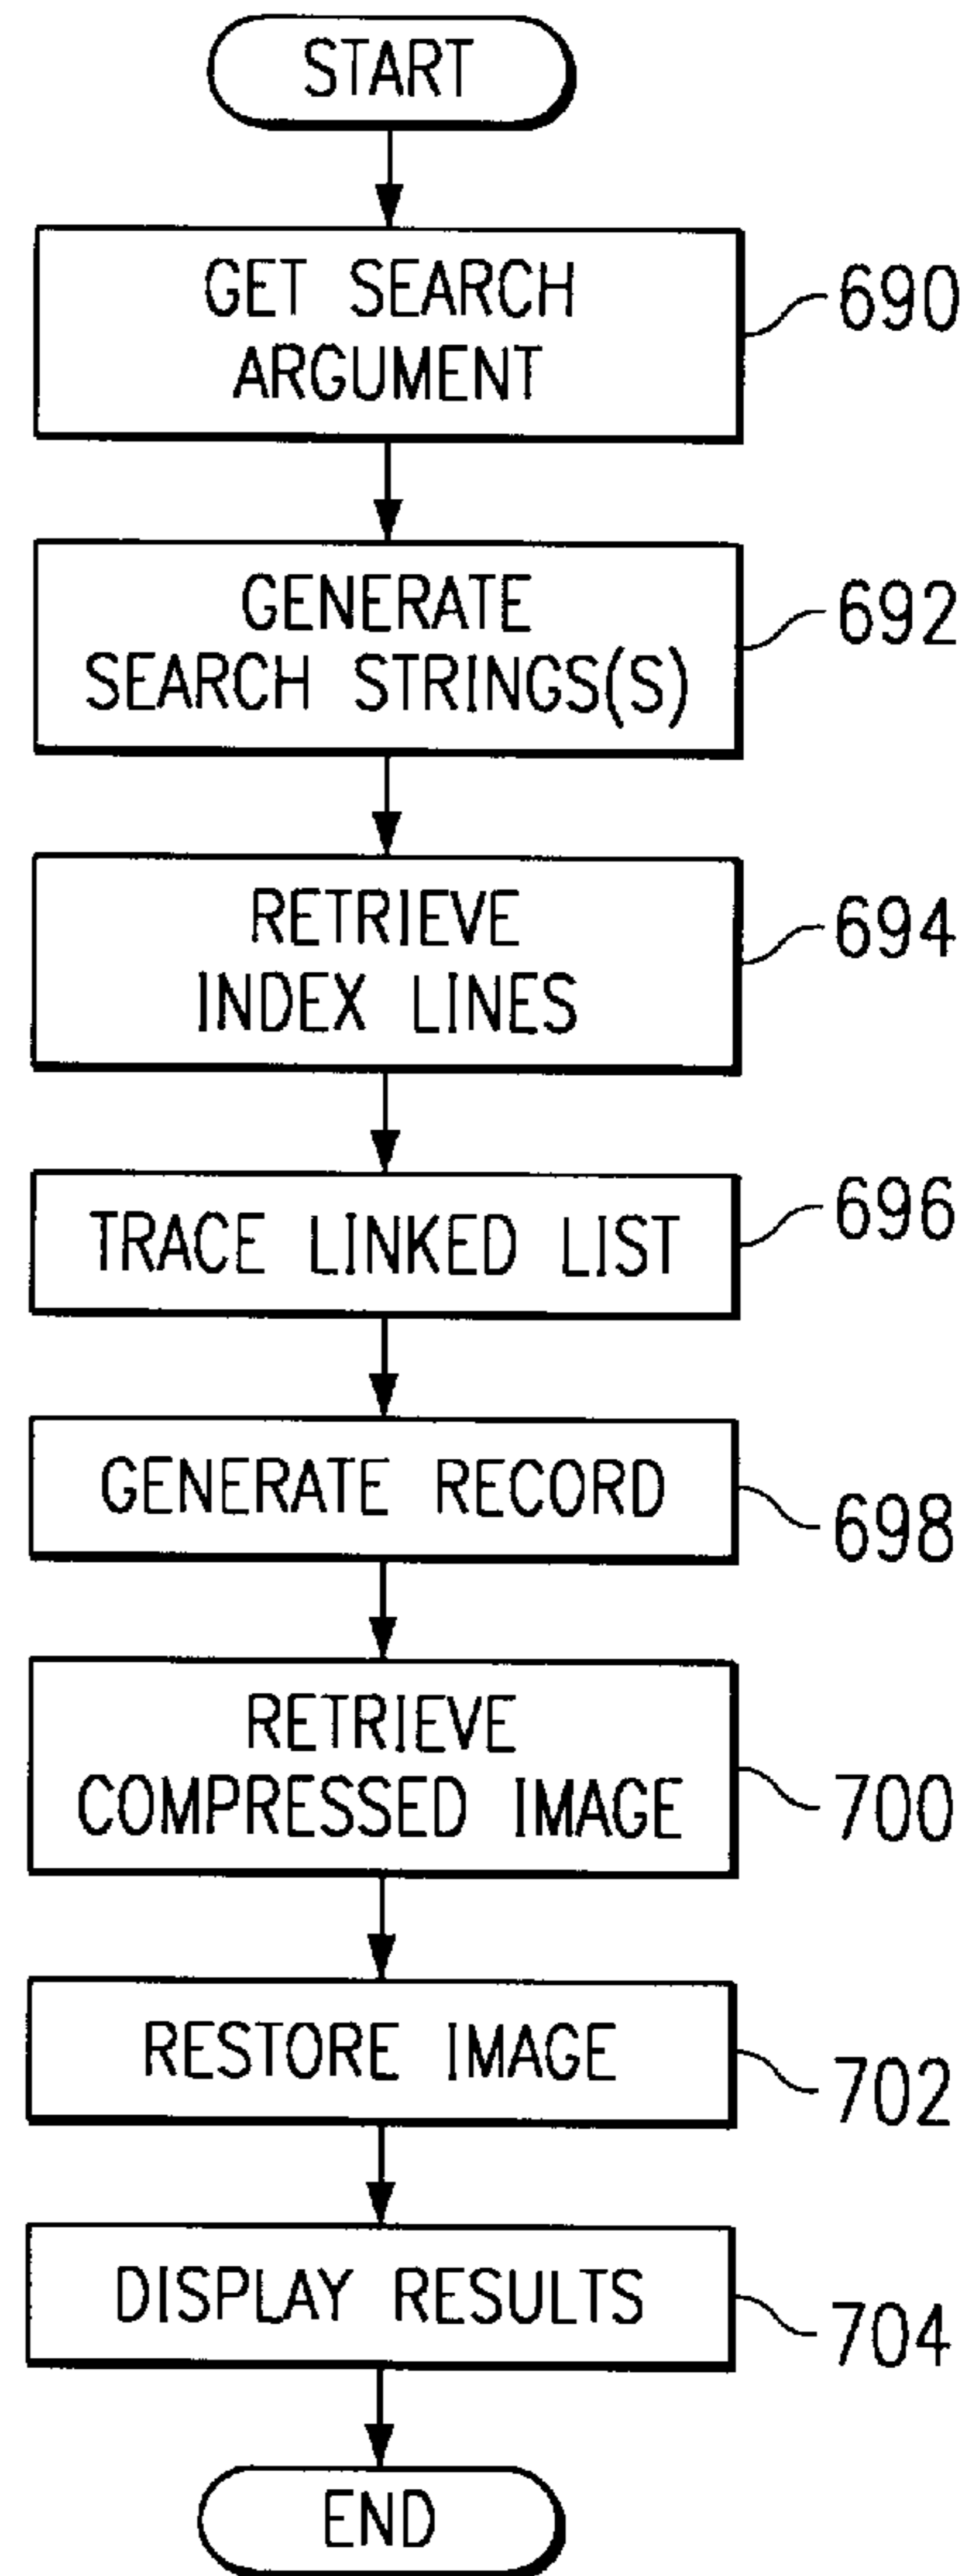 START
GET SEARCH
ARGUMENT
690
GENERATE
SEARCH STRINGS(S)
692
RETRIEVE
INDEX LINES
694
TRACE LINKED LIST
696
GENERATE RECORD
698
RETRIEVE
COMPRESSED IMAGE
700
RESTORE IMAGE
702
DISPLAY RESULTS
704
END